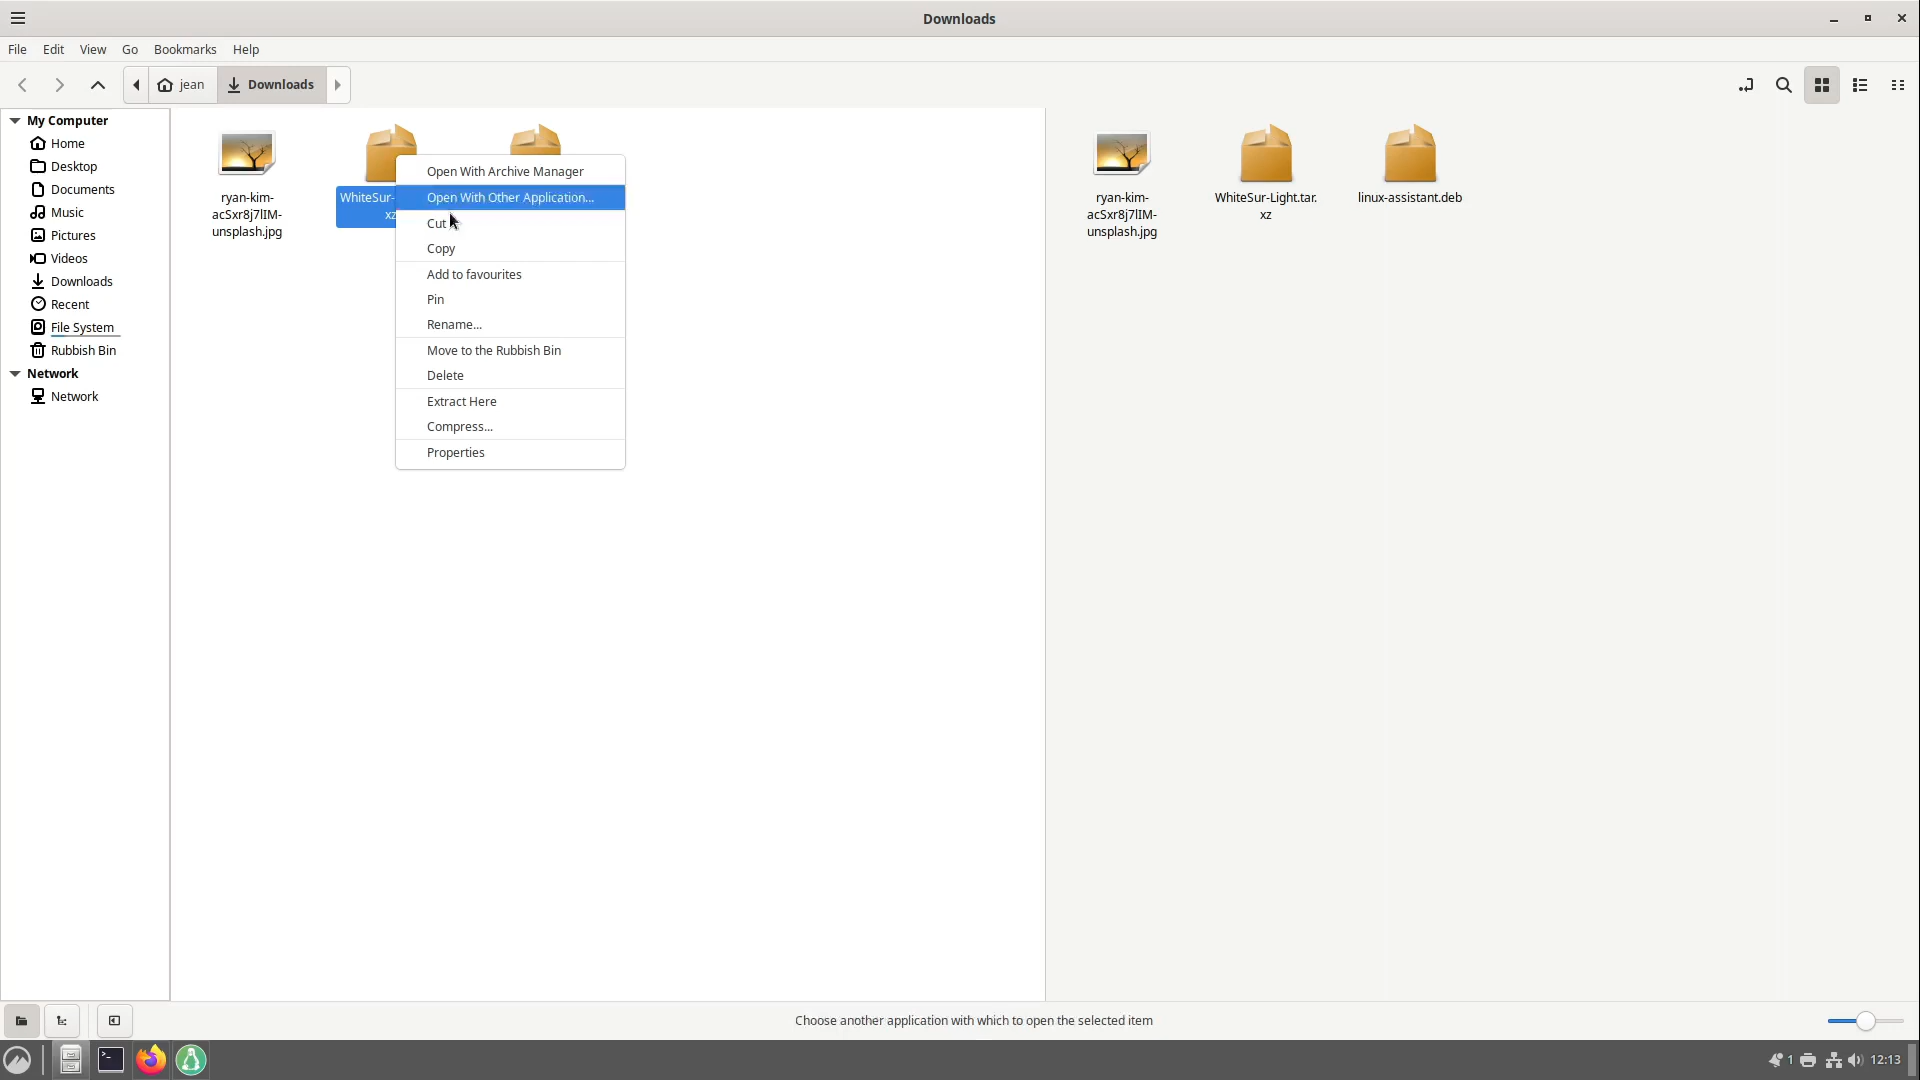 Downloads
File Edit View Go Bookmarks Help
jean Downloads
My Computer
Home
Desktop
Documents
Music
Pictures
Videos
Downloads
Recent
File System
Rubbish Bin
Network
Network
ryan-kim-
acSxr8j7lIM-
unsplash.jpg
WhiteSur-
xz
Open With Archive Manager
Open With Other Application...
Cut
Copy
Add to favourites
Pin
Rename...
Move to the Rubbish Bin
Delete
Extract Here
Compress...
Properties
ryan-kim-
acSxr8j7lIM-
unsplash.jpg
WhiteSur-Light.tar.
xz
linux-assistant.deb
Choose another application with which to open the selected item
1
12:13